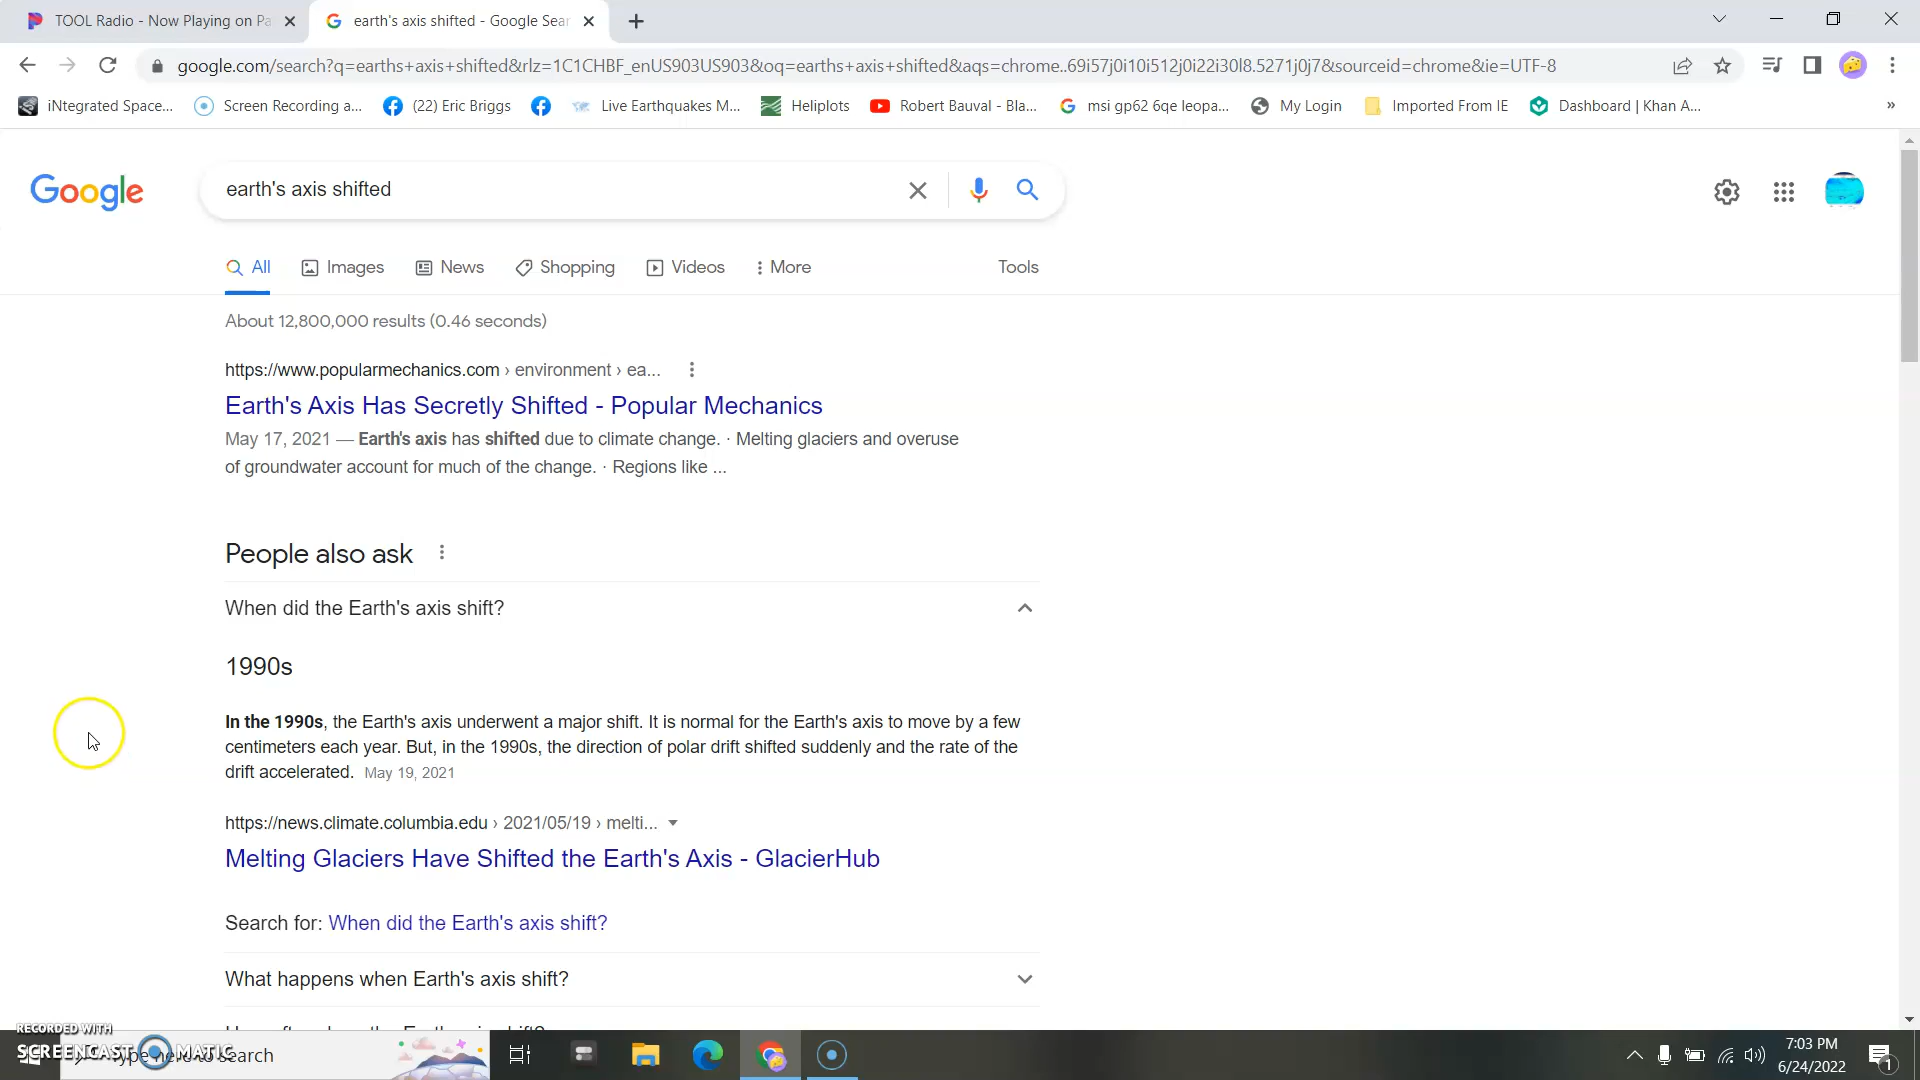 TOOL Radio - Now Playing on Pa
earth's axis shifted - Google Sear
google.com/search?q=earths+axis+shifted&rlz=1C1CHBF_enUS903US903&oq=earths+axis+shifted&aqs=chrome..69i57j0i10i512j0i22i30l8.5271j0j7&sourceid=chrome&ie=UTF-8
iNtegrated Space... Screen Recording a... (22) Eric Briggs Live Earthquakes M... Heliplots Robert Bauval - Bla... msi gp62 6qe leopa... My Login Imported From IE Dashboard | Khan A... »
Google
earth's axis shifted
All Images News Shopping Videos More Tools
About 12,800,000 results (0.46 seconds)
https://www.popularmechanics.com › environment › ea...
Earth's Axis Has Secretly Shifted - Popular Mechanics
May 17, 2021 — Earth's axis has shifted due to climate change. · Melting glaciers and overuse
of groundwater account for much of the change. · Regions like ...
People also ask
When did the Earth's axis shift?
1990s
In the 1990s, the Earth's axis underwent a major shift. It is normal for the Earth's axis to move by a few
centimeters each year. But, in the 1990s, the direction of polar drift shifted suddenly and the rate of the
drift accelerated. May 19, 2021
https://news.climate.columbia.edu › 2021/05/19 › melti...
Melting Glaciers Have Shifted the Earth's Axis - GlacierHub
Search for: When did the Earth's axis shift?
What happens when Earth's axis shift?
RECORDED WITH
SCREENCAST MATIC
Type here to search
7:03 PM
6/24/2022
1